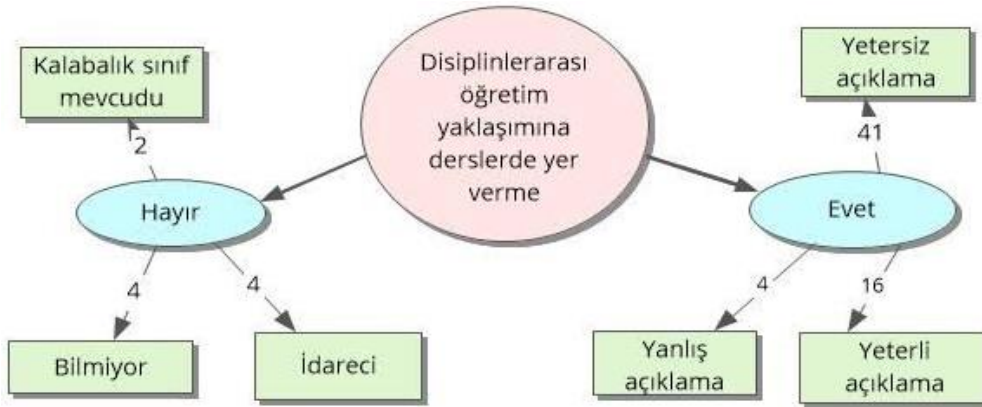 Kalabalık sınıf
mevcudu
Disiplinlerarası
öğretim
yaklaşımına
derslerde yer
verme
Yetersiz
açıklama
2
41
Hayır
Evet
4
4
4
16
Bilmiyor
İdareci
Yanlış
açıklama
Yeterli
açıklama